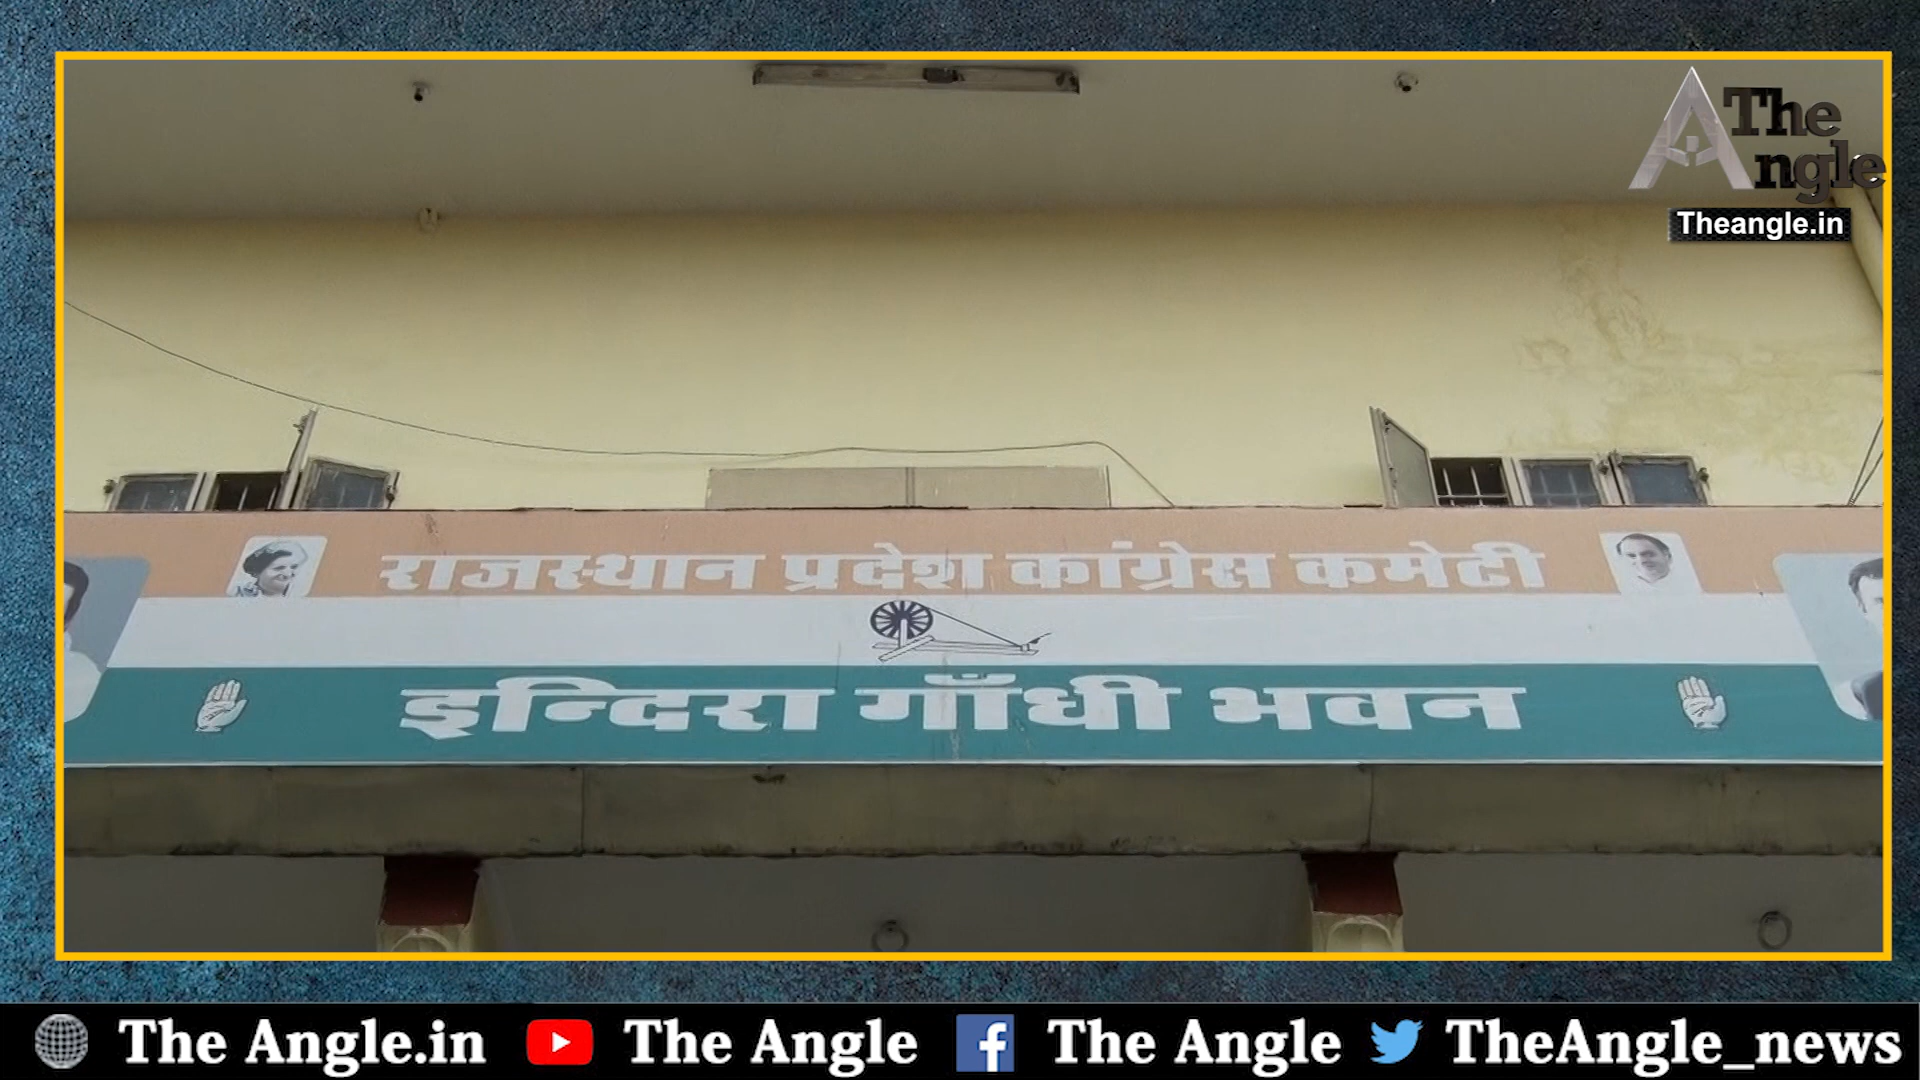 The
Angle
Theangle.in
राजस्थान प्रदेश कांग्रेस कमेटी
इन्दिरा गाँधी भवन
The Angle.in The Angle The Angle TheAngle_news